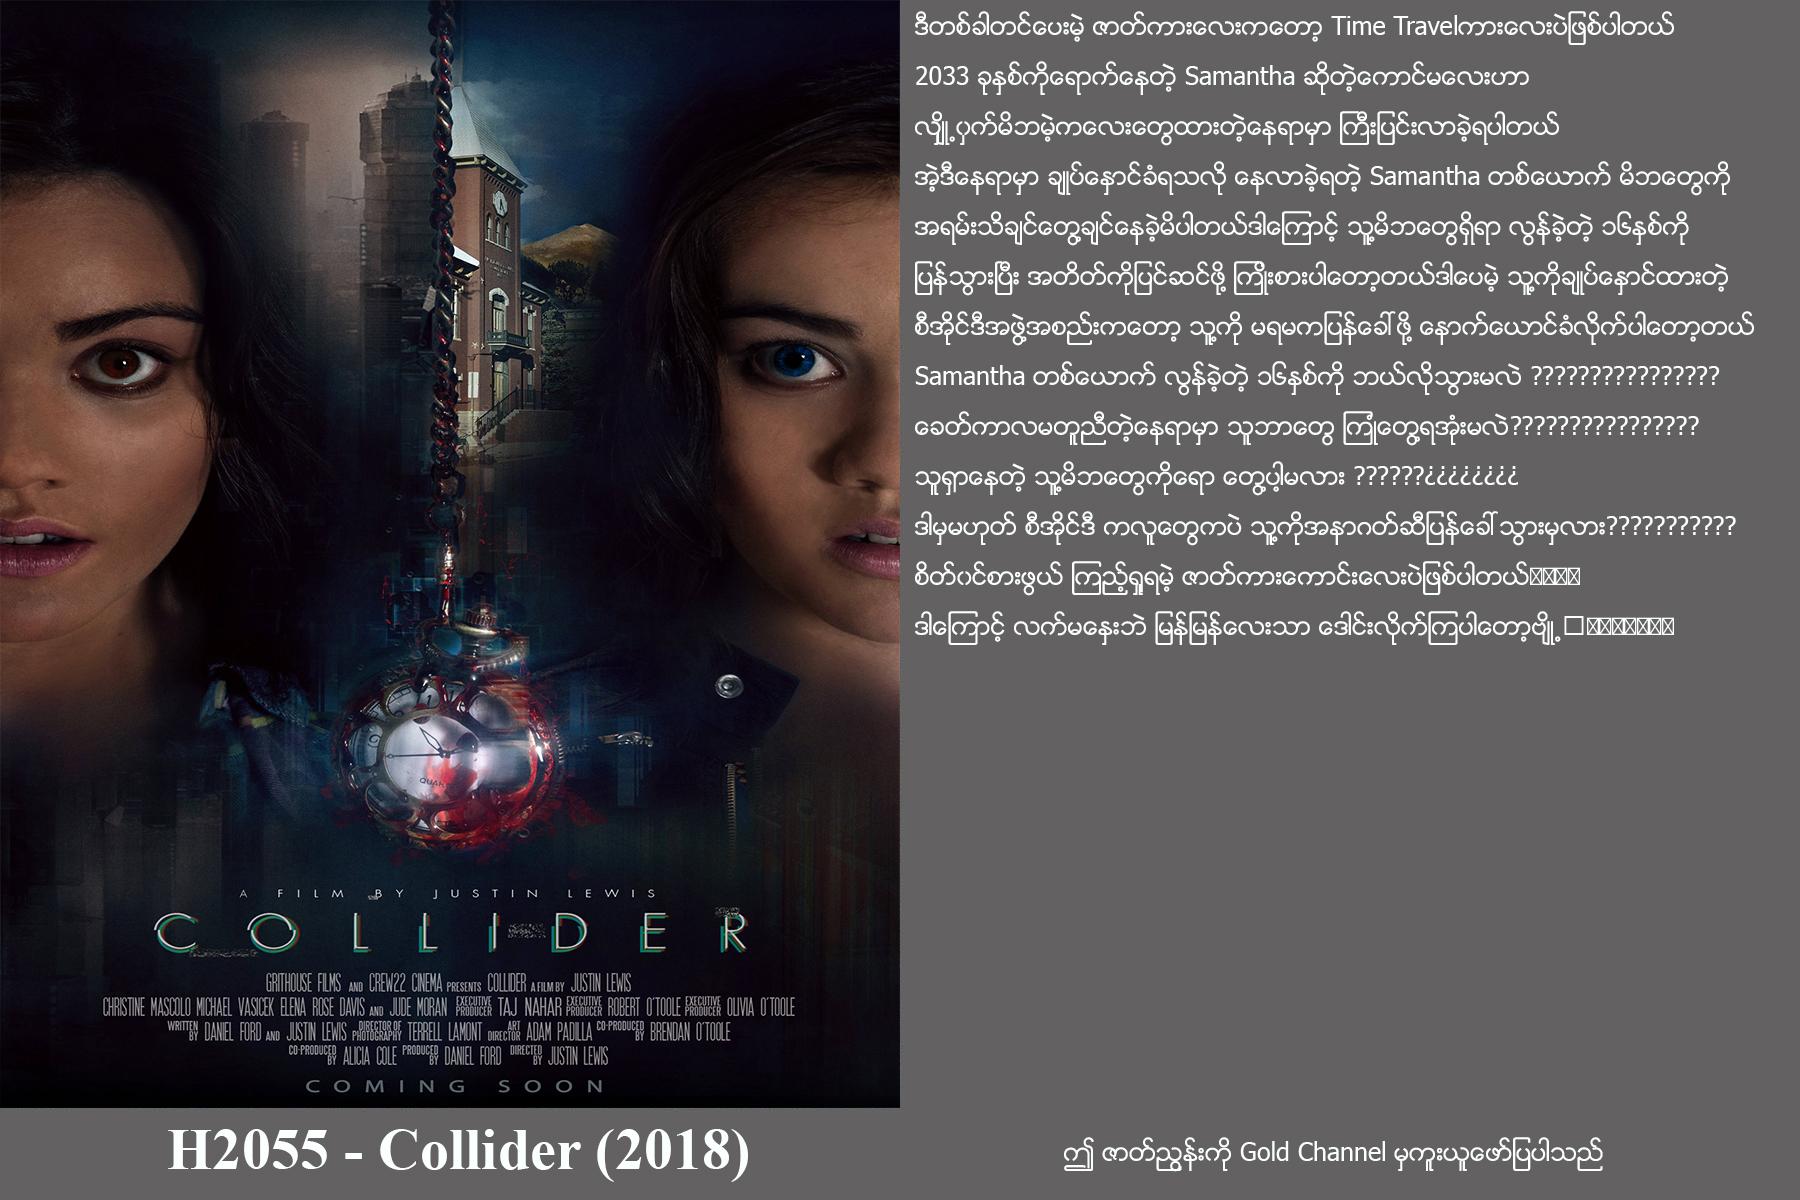 A FILM BY JUSTIN LEWIS
COLLIDER
GRITHOUSE FILMS AND CREW22 CINEMA PRESENTS COLLIDER A FILM BY JUSTIN LEWIS
CHRISTINE MASCOLO MICHAEL VASICEK ELENA ROSE DAVIS AND JUDE MORAN EXECUTIVE PRODUCER TAJ NAHAR EXECUTIVE PRODUCER ROBERT O'TOOLE EXECUTIVE PRODUCER OLIVIA O'TOOLE
WRITTEN BY DANIEL FORD AND JUSTIN LEWIS DIRECTOR OF PHOTOGRAPHY TERRELL LAMONT ART DIRECTOR ADAM PADILLA CO-PRODUCED BY BRENDAN O'TOOLE
CO-PRODUCED BY ALICIA COLE PRODUCED BY DANIEL FORD DIRECTED BY JUSTIN LEWIS
COMING SOON
H2055 - Collider (2018)
ဒီတစ်ခါတင်ပေးမဲ့ ဇာတ်ကားလေးကတော့ Time Travelကားလေးပဲဖြစ်ပါတယ်
2033 ခုနှစ်ကိုရောက်နေတဲ့ Samantha ဆိုတဲ့ကောင်မလေးဟာ
လျှို့ဝှက်မိဘမဲ့ကလေးတွေထားတဲ့နေရာမှာ ကြီးပြင်းလာခဲ့ရပါတယ်
အဲ့ဒီနေရာမှာ ချုပ်နှောင်ခံရသလို နေလာခဲ့ရတဲ့ Samantha တစ်ယောက် မိဘတွေကို
အရမ်းသိချင်တွေ့ချင်နေခဲ့မိပါတယ်ဒါကြောင့် သူ့မိဘတွေရှိရာ လွန်ခဲ့တဲ့ ၁၆နှစ်ကို
ပြန်သွားပြီး အတိတ်ကိုပြင်ဆင်ဖို့ ကြိုးစားပါတော့တယ်ဒါပေမဲ့ သူ့ကိုချုပ်နှောင်ထားတဲ့
စီအိုင်ဒီအဖွဲ့အစည်းကတော့ သူ့ကို မရမကပြန်ခေါ်ဖို့ နောက်ယောင်ခံလိုက်ပါတော့တယ်
Samantha တစ်ယောက် လွန်ခဲ့တဲ့ ၁၆နှစ်ကို ဘယ်လိုသွားမလဲ ????????????????
ခေတ်ကာလမတူညီတဲ့နေရာမှာ သူဘာတွေ ကြုံတွေ့ရအုံးမလဲ????????????????
သူရှာနေတဲ့ သူ့မိဘတွေကိုရော တွေ့ပါ့မလား ??????¿¿¿¿¿¿¿¿
ဒါမှမဟုတ် စီအိုင်ဒီ ကလူတွေကပဲ သူ့ကိုအနာဂတ်ဆီပြန်ခေါ်သွားမှလား???????????
စိတ်ဝင်စားဖွယ် ကြည့်ရှုရမဲ့ ဇာတ်ကားကောင်းလေးပဲဖြစ်ပါတယ်
ဒါကြောင့် လက်မနှေးဘဲ မြန်မြန်လေးသာ ဒေါင်းလိုက်ကြပါတော့ဗျို့
ဤ ဇာတ်ညွှန်းကို Gold Channel မှကူးယူဖော်ပြပါသည်